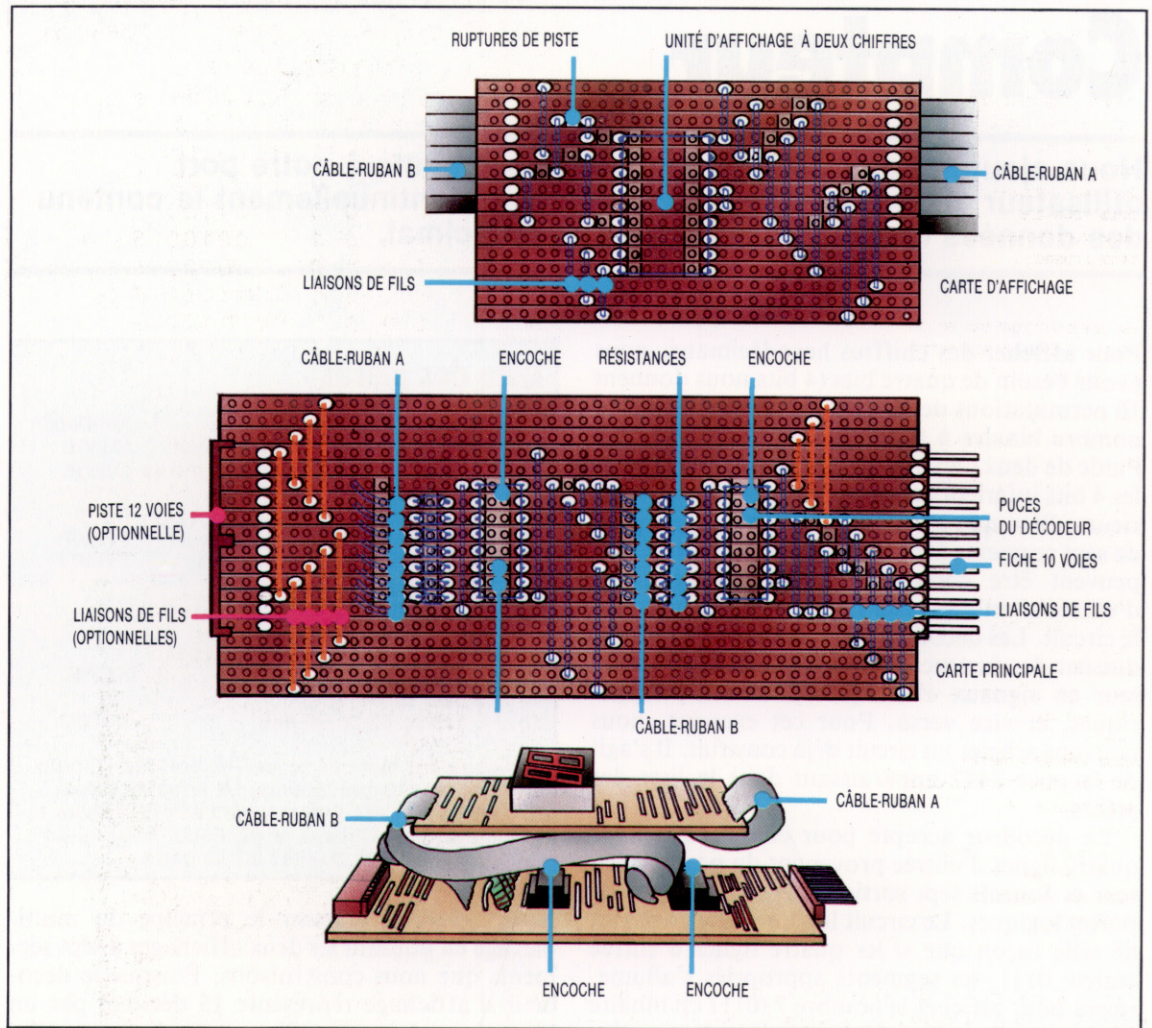 RUPTURES DE PISTE
UNITÉ D'AFFICHAGE À DEUX CHIFFRES
CÂBLE-RUBAN B
CÂBLE-RUBAN A
LIAISONS DE FILS
CARTE D'AFFICHAGE
CÂBLE-RUBAN A
ENCOCHE
RÉSISTANCES
ENCOCHE
PISTE 12 VOIES
(OPTIONNELLE)
PUCES
DU DÉCODEUR
FICHE 10 VOIES
LIAISONS DE FILS
(OPTIONNELLES)
LIAISONS DE FILS
CARTE PRINCIPALE
CÂBLE-RUBAN B
CÂBLE-RUBAN B
CÂBLE-RUBAN A
ENCOCHE
ENCOCHE